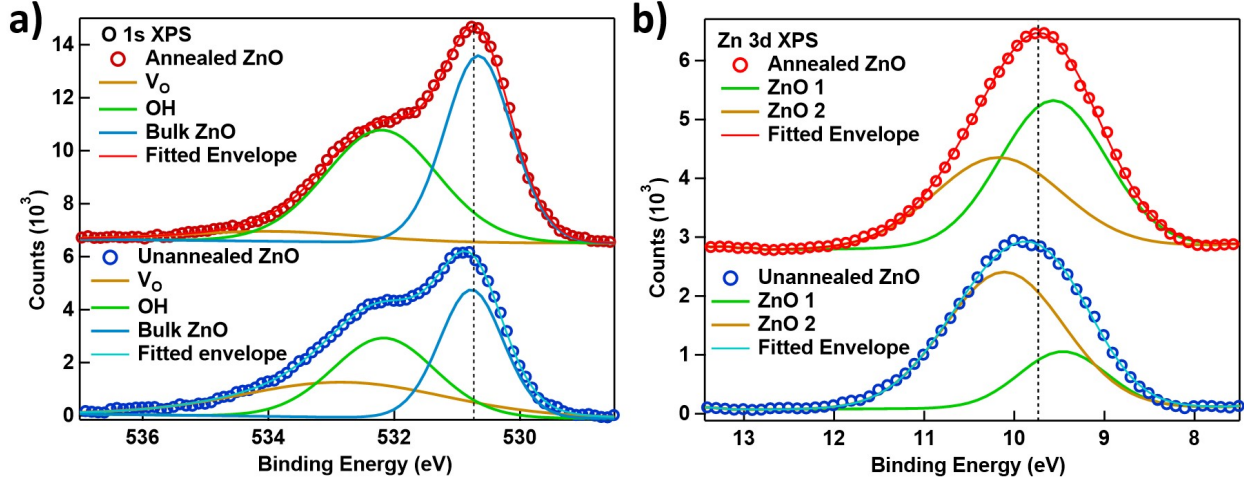 a)
O 1s XPS
Annealed ZnO
VO
OH
Bulk ZnO
Fitted Envelope
Unannealed ZnO
VO
OH
Bulk ZnO
Fitted envelope
14
12
10
8
6
4
2
0
Counts (10³)
536
534
532
530
Binding Energy (eV)
b)
Zn 3d XPS
Annealed ZnO
ZnO 1
ZnO 2
Fitted Envelope
Unannealed ZnO
ZnO 1
ZnO 2
Fitted Envelope
6
5
4
3
2
1
0
Counts (10³)
13
12
11
10
9
8
Binding Energy (eV)